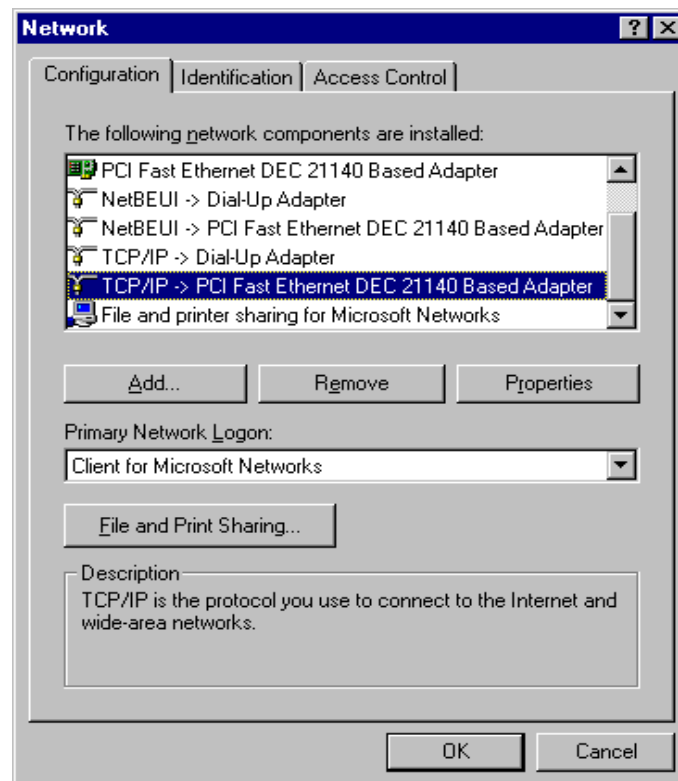 Network
Configuration Identification Access Control
The following network components are installed:
PCI Fast Ethernet DEC 21140 Based Adapter
NetBEUI -> Dial-Up Adapter
NetBEUI -> PCI Fast Ethernet DEC 21140 Based Adapter
TCP/IP -> Dial-Up Adapter
TCP/IP -> PCI Fast Ethernet DEC 21140 Based Adapter
File and printer sharing for Microsoft Networks
Add... Remove Properties
Primary Network Logon:
Client for Microsoft Networks
File and Print Sharing...
Description
TCP/IP is the protocol you use to connect to the Internet and
wide-area networks.
OK Cancel